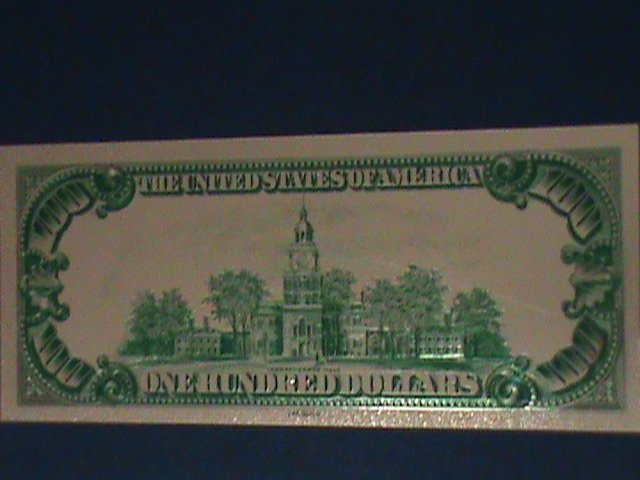 THE UNITED STATES OF AMERICA
ONE HUNDRED DOLLARS